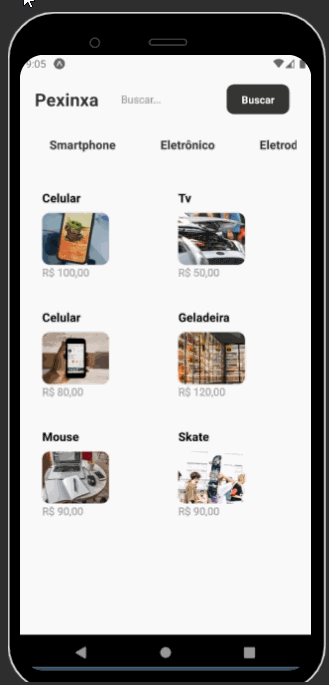 9:05
Pexinxa Buscar... Buscar
Smartphone Eletrônico Eletrod
Celular Tv
R$ 100,00 R$ 50,00
Celular Geladeira
R$ 80,00 R$ 120,00
Mouse Skate
R$ 90,00 R$ 90,00